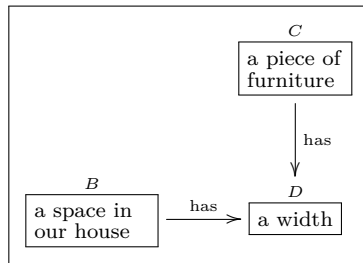 C
a piece of
furniture
has
B
a space in
our house
has
D
a width